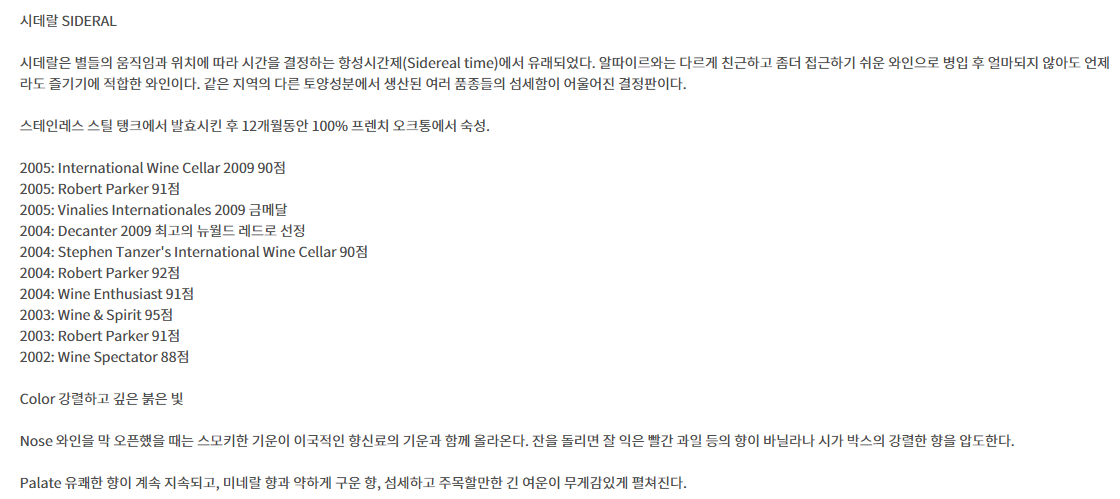 시데랄 SIDERAL
시데랄은 별들의 움직임과 위치에 따라 시간을 결정하는 항성시간제(Sidereal time)에서 유래되었다. 알따이르와는 다르게 친근하고 좀더 접근하기 쉬운 와인으로 병입 후 얼마되지 않아도 언제
라도 즐기기에 적합한 와인이다. 같은 지역의 다른 토양성분에서 생산된 여러 품종들의 섬세함이 어울어진 결정판이다.
스테인레스 스틸 탱크에서 발효시킨 후 12개월동안 100% 프렌치 오크통에서 숙성.
2005: International Wine Cellar 2009 90점
2005: Robert Parker 91점
2005: Vinalies Internationales 2009 금메달
2004: Decanter 2009 최고의 뉴월드 레드로 선정
2004: Stephen Tanzer's International Wine Cellar 90점
2004: Robert Parker 92점
2004: Wine Enthusiast 91점
2003: Wine & Spirit 95점
2003: Robert Parker 91점
2002: Wine Spectator 88점
Color 강렬하고 깊은 붉은 빛
Nose 와인을 막 오픈했을 때는 스모키한 기운이 이국적인 향신료의 기운과 함께 올라온다. 잔을 돌리면 잘 익은 빨간 과일 등의 향이 바닐라나 시가 박스의 강렬한 향을 압도한다.
Palate 유쾌한 향이 계속 지속되고, 미네랄 향과 약하게 구운 향, 섬세하고 주목할만한 긴 여운이 무게감있게 펼쳐진다.